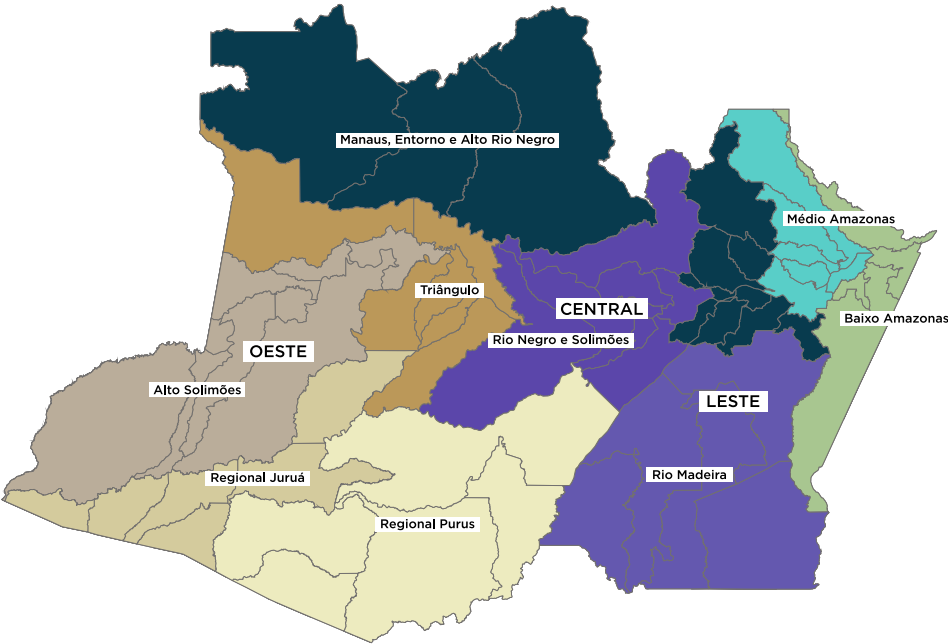 Manaus, Entorno e Alto Rio Negro
Médio Amazonas
Triângulo
CENTRAL
Baixo Amazonas
Rio Negro e Solimões
OESTE
Alto Solimões
LESTE
Rio Madeira
Regional Juruá
Regional Purus